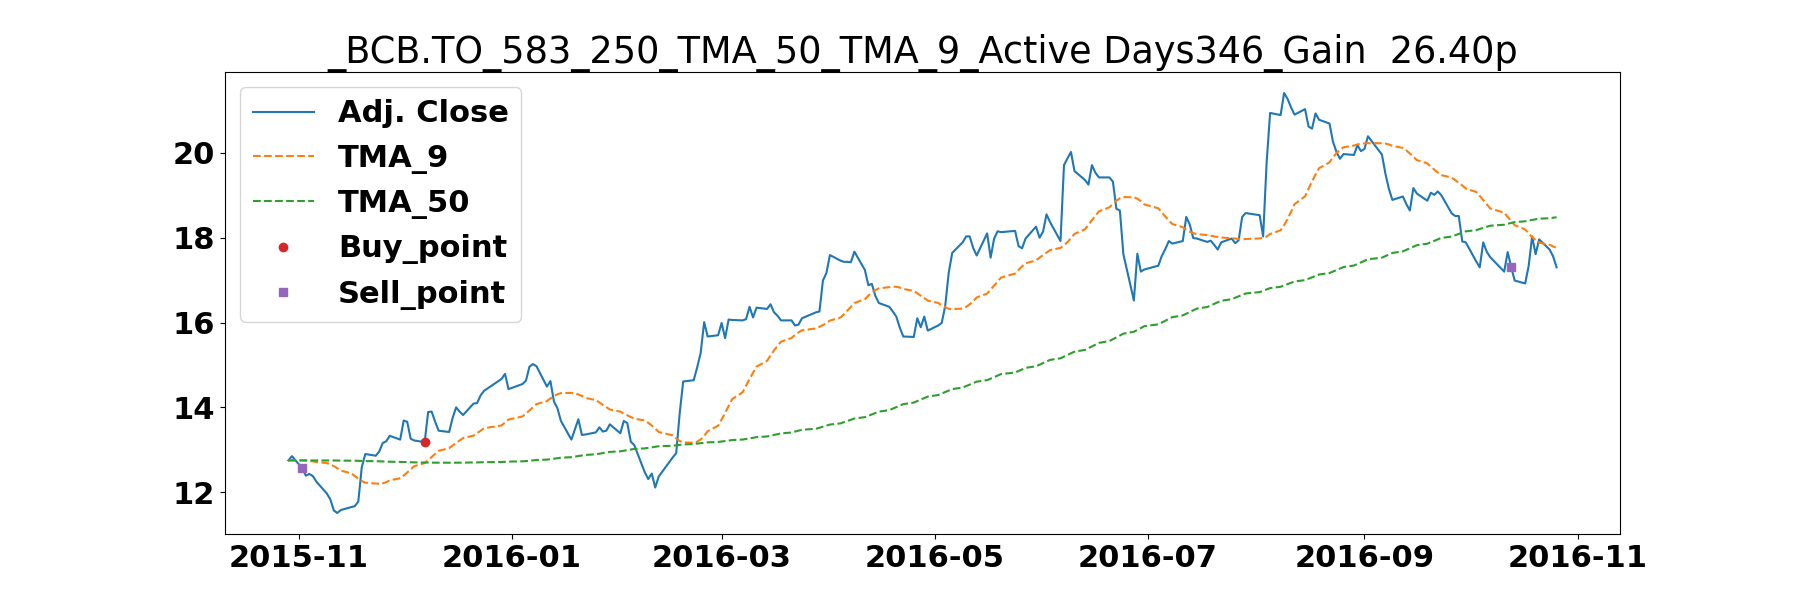 _BCB.TO_583_250_TMA_50_TMA_9_Active Days346_Gain  26.40p
Adj. Close
TMA_9
TMA_50
Buy_point
Sell_point
20
18
16
14
12
2015-11 2016-01 2016-03 2016-05 2016-07 2016-09 2016-11